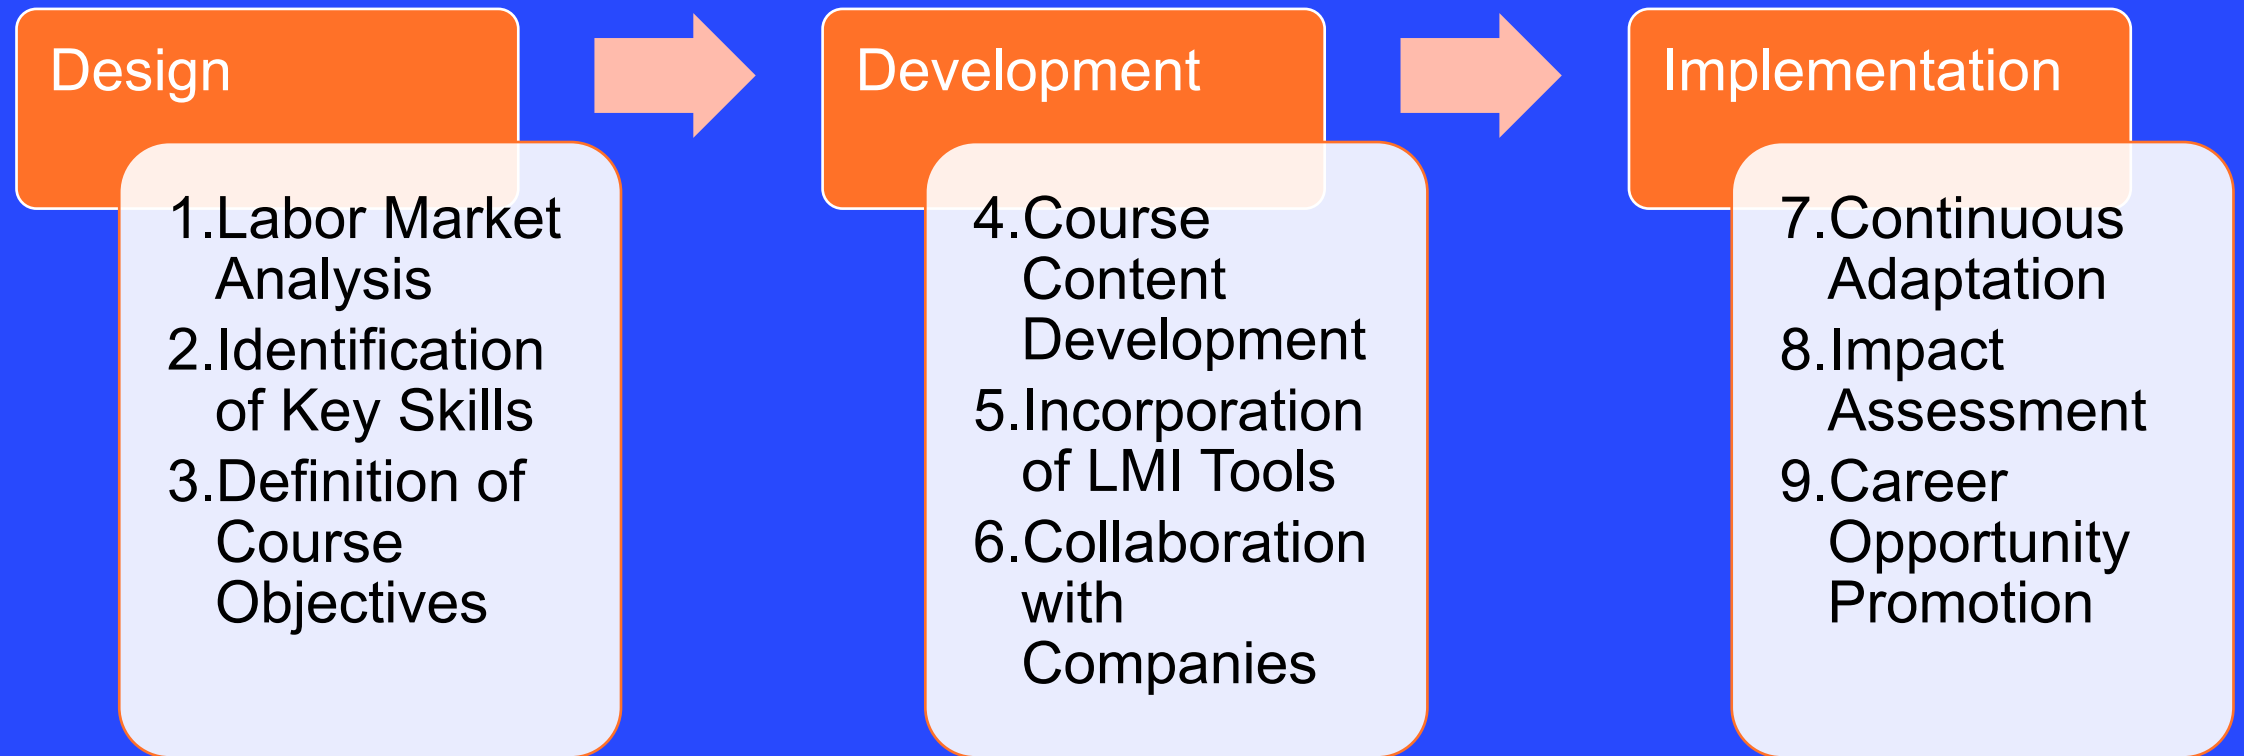 Design
1.Labor Market
Analysis
2.Identification
of Key Skills
3.Definition of
Course
Objectives
Development
4.Course
Content
Development
5.Incorporation
of LMI Tools
6.Collaboration
with
Companies
Implementation
7.Continuous
Adaptation
8.Impact
Assessment
9.Career
Opportunity
Promotion